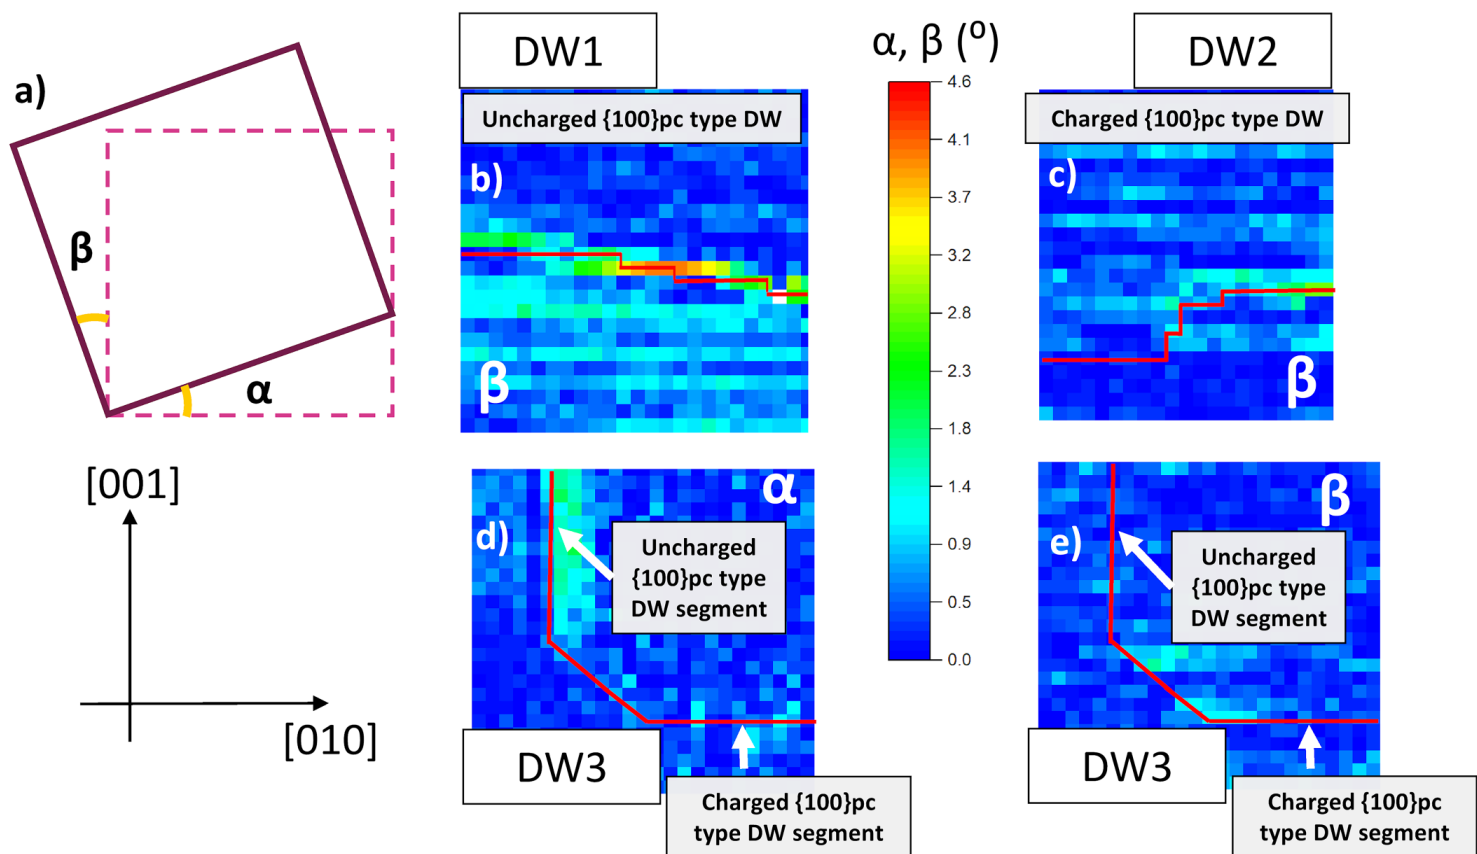 a)
β
α
[001]
[010]
DW1
Uncharged {100}pc type DW
b)
β
α, β (⁰)
4.6
4.1
3.7
3.2
2.8
2.3
1.8
1.4
0.9
0.5
0.0
DW2
Charged {100}pc type DW
c)
β
α
d)
Uncharged
{100}pc type
DW segment
DW3
Charged {100}pc
type DW segment
β
e)
Uncharged
{100}pc type
DW segment
DW3
Charged {100}pc
type DW segment